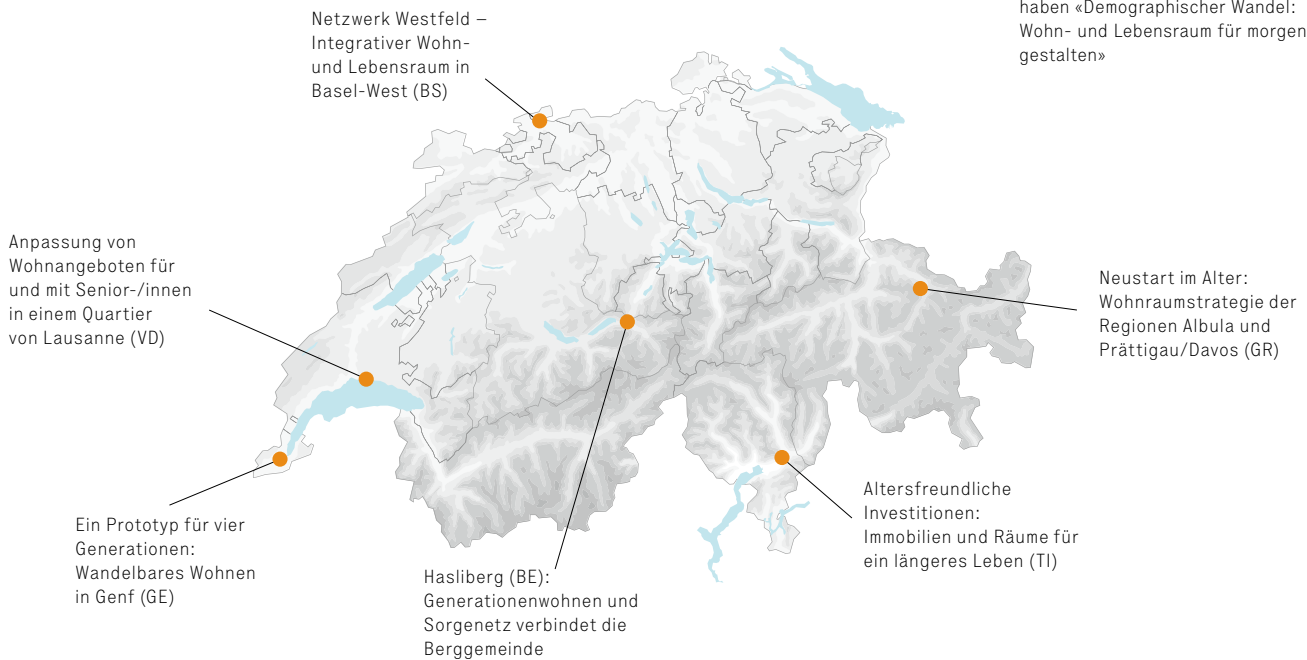 haben «Demographischer Wandel:
Wohn- und Lebensraum für morgen
gestalten»
Netzwerk Westfeld –
Integrativer Wohn-
und Lebensraum in
Basel-West (BS)
Anpassung von
Wohnangeboten für
und mit Senior-/innen
in einem Quartier
von Lausanne (VD)
Neustart im Alter:
Wohnraumstrategie der
Regionen Albula und
Prättigau/Davos (GR)
Ein Prototyp für vier
Generationen:
Wandelbares Wohnen
in Genf (GE)
Hasliberg (BE):
Generationenwohnen und
Sorgenetz verbindet die
Berggemeinde
Altersfreundliche
Investitionen:
Immobilien und Räume für
ein längeres Leben (TI)